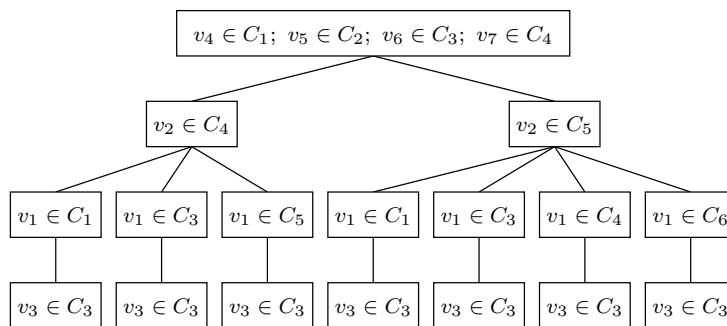 v₄ ∈ C₁; v₅ ∈ C₂; v₆ ∈ C₃; v₇ ∈ C₄
v₂ ∈ C₄ v₂ ∈ C₅
v₁ ∈ C₁ v₁ ∈ C₃ v₁ ∈ C₅ v₁ ∈ C₁ v₁ ∈ C₃ v₁ ∈ C₄ v₁ ∈ C₆
v₃ ∈ C₃ v₃ ∈ C₃ v₃ ∈ C₃ v₃ ∈ C₃ v₃ ∈ C₃ v₃ ∈ C₃ v₃ ∈ C₃